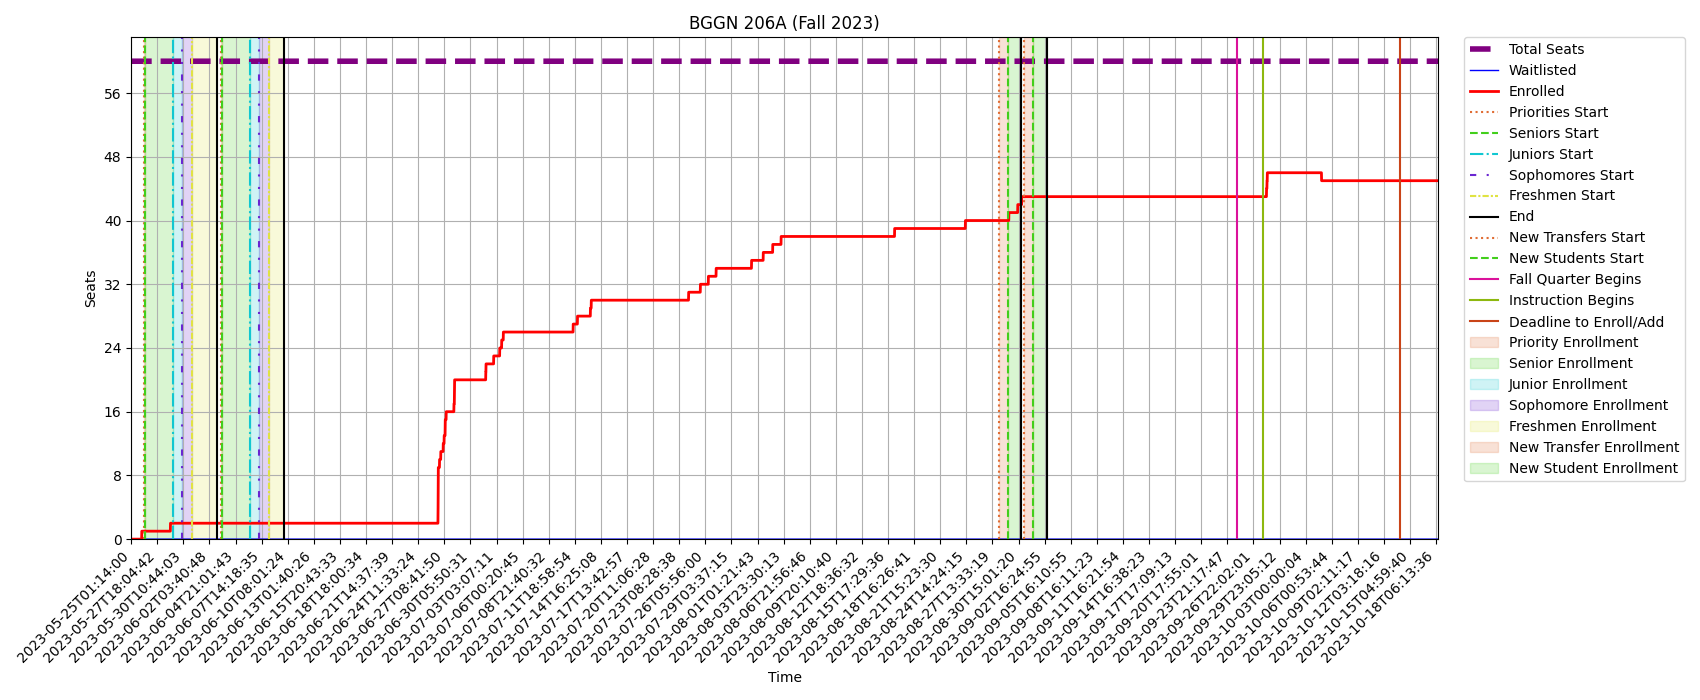 BGGN 206A (Fall 2023)
Seats
56
48
40
32
24
16
8
0
2023-05-25T01:14:00
2023-05-27T18:04:42
2023-05-30T10:44:03
2023-06-02T03:40:48
2023-06-04T21:01:43
2023-06-07T14:18:35
2023-06-10T08:01:24
2023-06-13T01:40:26
2023-06-15T20:43:33
2023-06-18T18:00:34
2023-06-21T14:37:39
2023-06-24T11:33:24
2023-06-27T08:41:50
2023-06-30T05:50:31
2023-07-03T03:07:11
2023-07-06T00:20:45
2023-07-08T21:40:32
2023-07-11T18:58:54
2023-07-14T16:25:08
2023-07-17T13:42:57
2023-07-20T11:06:28
2023-07-23T08:28:38
2023-07-26T05:56:00
2023-07-29T03:37:15
2023-08-01T01:21:43
2023-08-03T23:30:13
2023-08-06T21:56:46
2023-08-09T20:10:40
2023-08-12T18:36:32
2023-08-15T17:29:36
2023-08-18T16:26:41
2023-08-21T15:23:30
2023-08-24T14:24:15
2023-08-27T13:33:19
2023-08-30T15:01:20
2023-09-02T16:24:55
2023-09-05T16:10:55
2023-09-08T16:11:23
2023-09-11T16:21:54
2023-09-14T16:38:23
2023-09-17T17:09:13
2023-09-20T17:55:01
2023-09-23T21:17:47
2023-09-26T22:02:01
2023-09-29T23:05:12
2023-10-03T00:00:04
2023-10-06T00:53:44
2023-10-09T02:11:17
2023-10-12T03:18:16
2023-10-15T04:59:40
2023-10-18T06:13:36
Time
Total Seats
Waitlisted
Enrolled
Priorities Start
Seniors Start
Juniors Start
Sophomores Start
Freshmen Start
End
New Transfers Start
New Students Start
Fall Quarter Begins
Instruction Begins
Deadline to Enroll/Add
Priority Enrollment
Senior Enrollment
Junior Enrollment
Sophomore Enrollment
Freshmen Enrollment
New Transfer Enrollment
New Student Enrollment